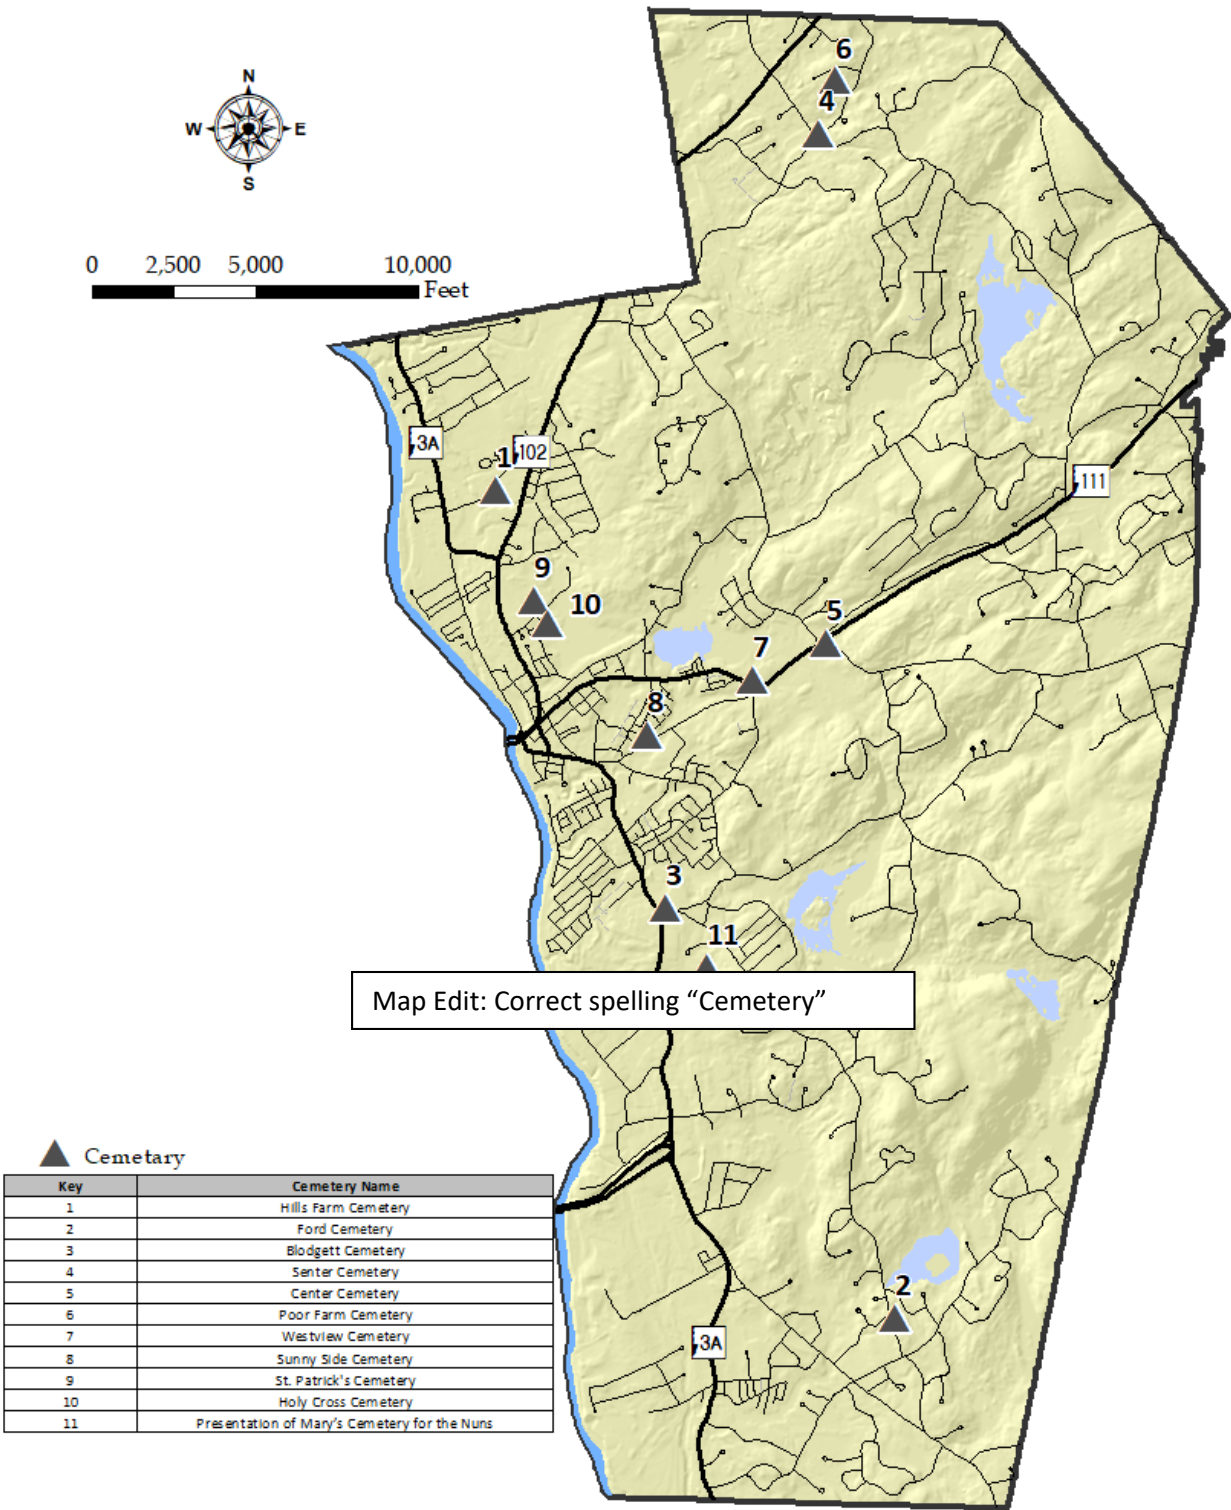 N
W E
S
0 2,500 5,000 10,000
Feet
6
4
3A
1
102
111
9
10
5
7
8
3
11
Map Edit: Correct spelling “Cemetery”
2
3A
Cemetary
Key Cemetery Name
1 Hills Farm Cemetery
2 Ford Cemetery
3 Blodgett Cemetery
4 Senter Cemetery
5 Center Cemetery
6 Poor Farm Cemetery
7 Westview Cemetery
8 Sunny Side Cemetery
9 St. Patrick's Cemetery
10 Holy Cross Cemetery
11 Presentation of Mary's Cemetery for the Nuns